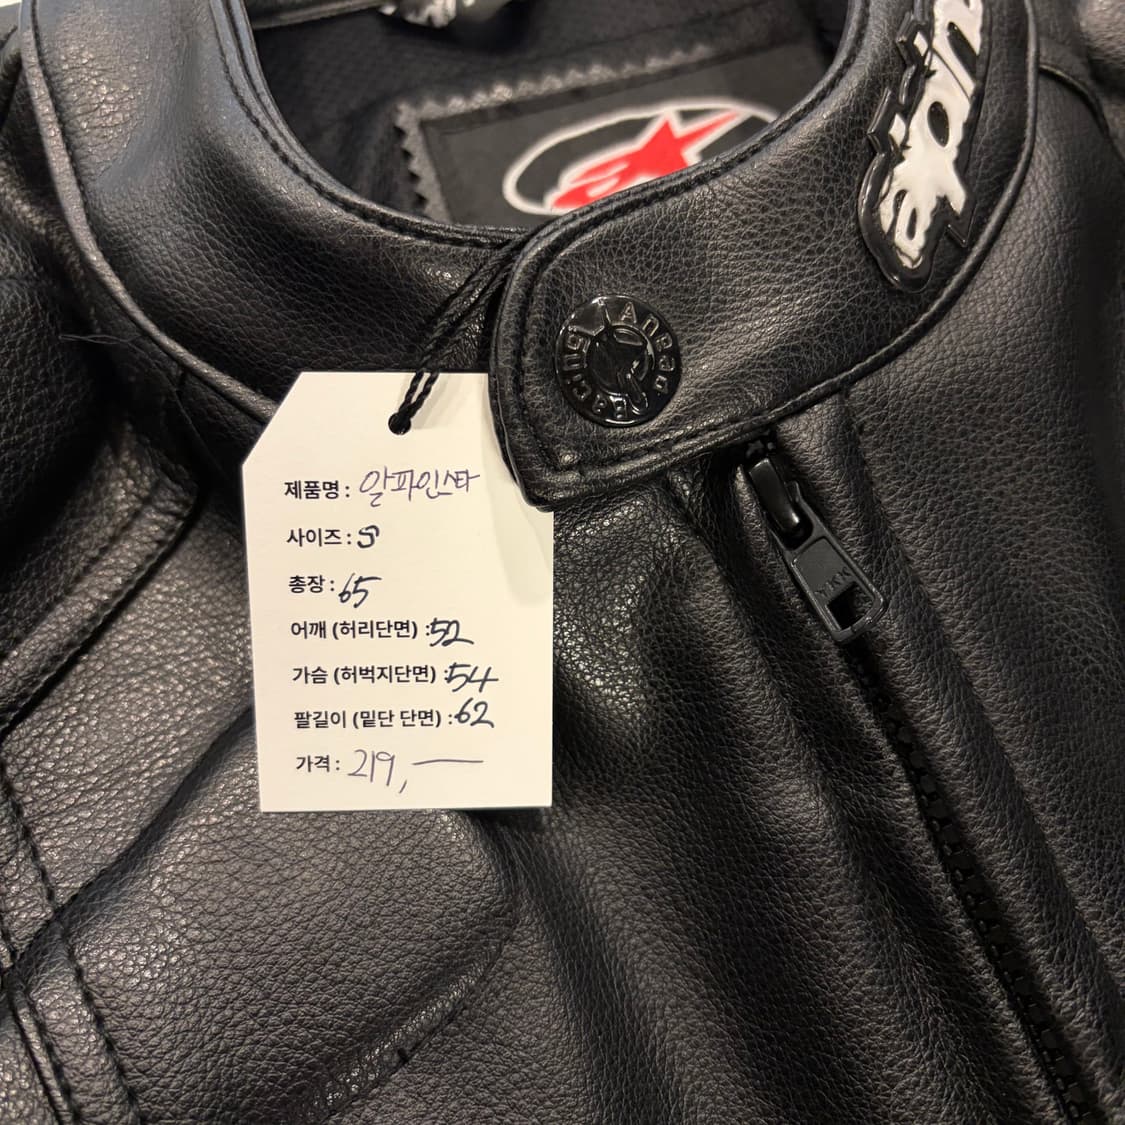 제품명 : 알파인스타
사이즈 : S
총장 : 65
어깨 (허리단면) : 52
가슴 (허벅지단면) : 54
팔길이 (밑단 단면) : 62
가격 : 219,—
YKK